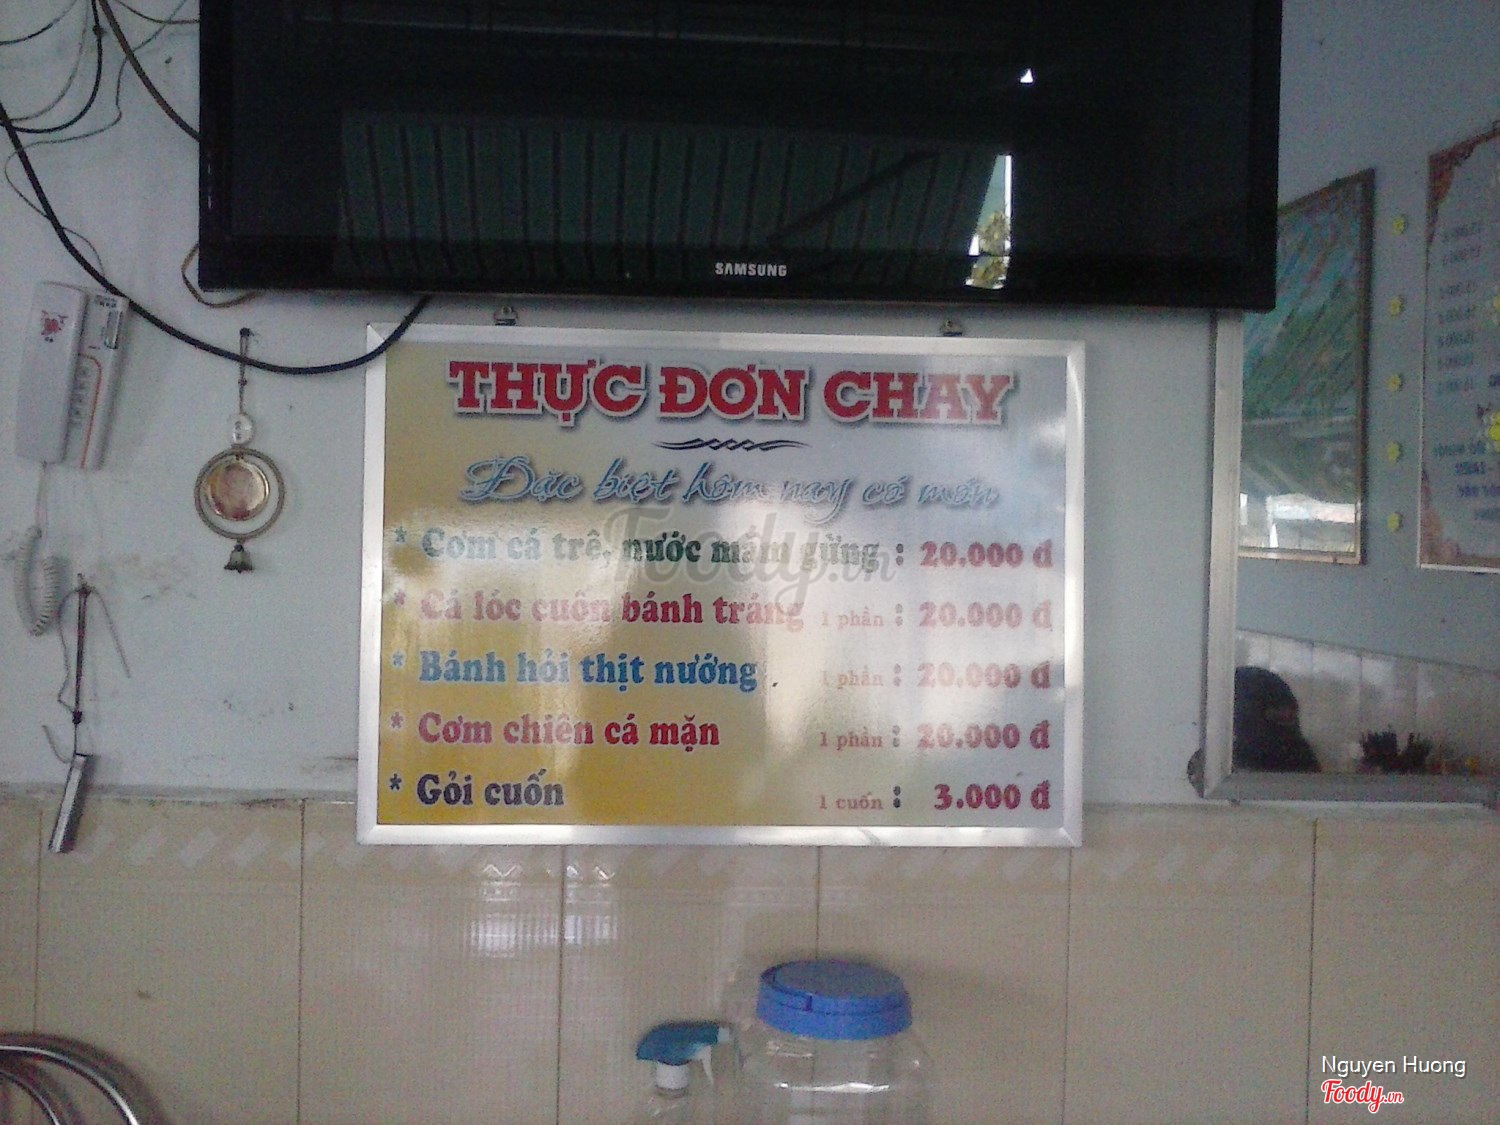 SAMSUNG
THỰC ĐƠN CHAY
Đặc biệt hôm nay có món
* Cơm cá trê, nước mắm gừng : 20.000 đ
* Cá lóc cuốn bánh tráng 1 phần : 20.000 đ
* Bánh hỏi thịt nướng 1 phần : 20.000 đ
* Cơm chiên cá mặn 1 phần : 20.000 đ
* Gỏi cuốn 1 cuốn : 3.000 đ
Foody.vn
Nguyen Huong
Foody.vn